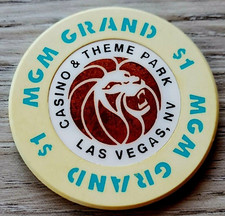 MGM GRAND $1
MGM GRAND $1
CASINO & THEME PARK
LAS VEGAS, NV